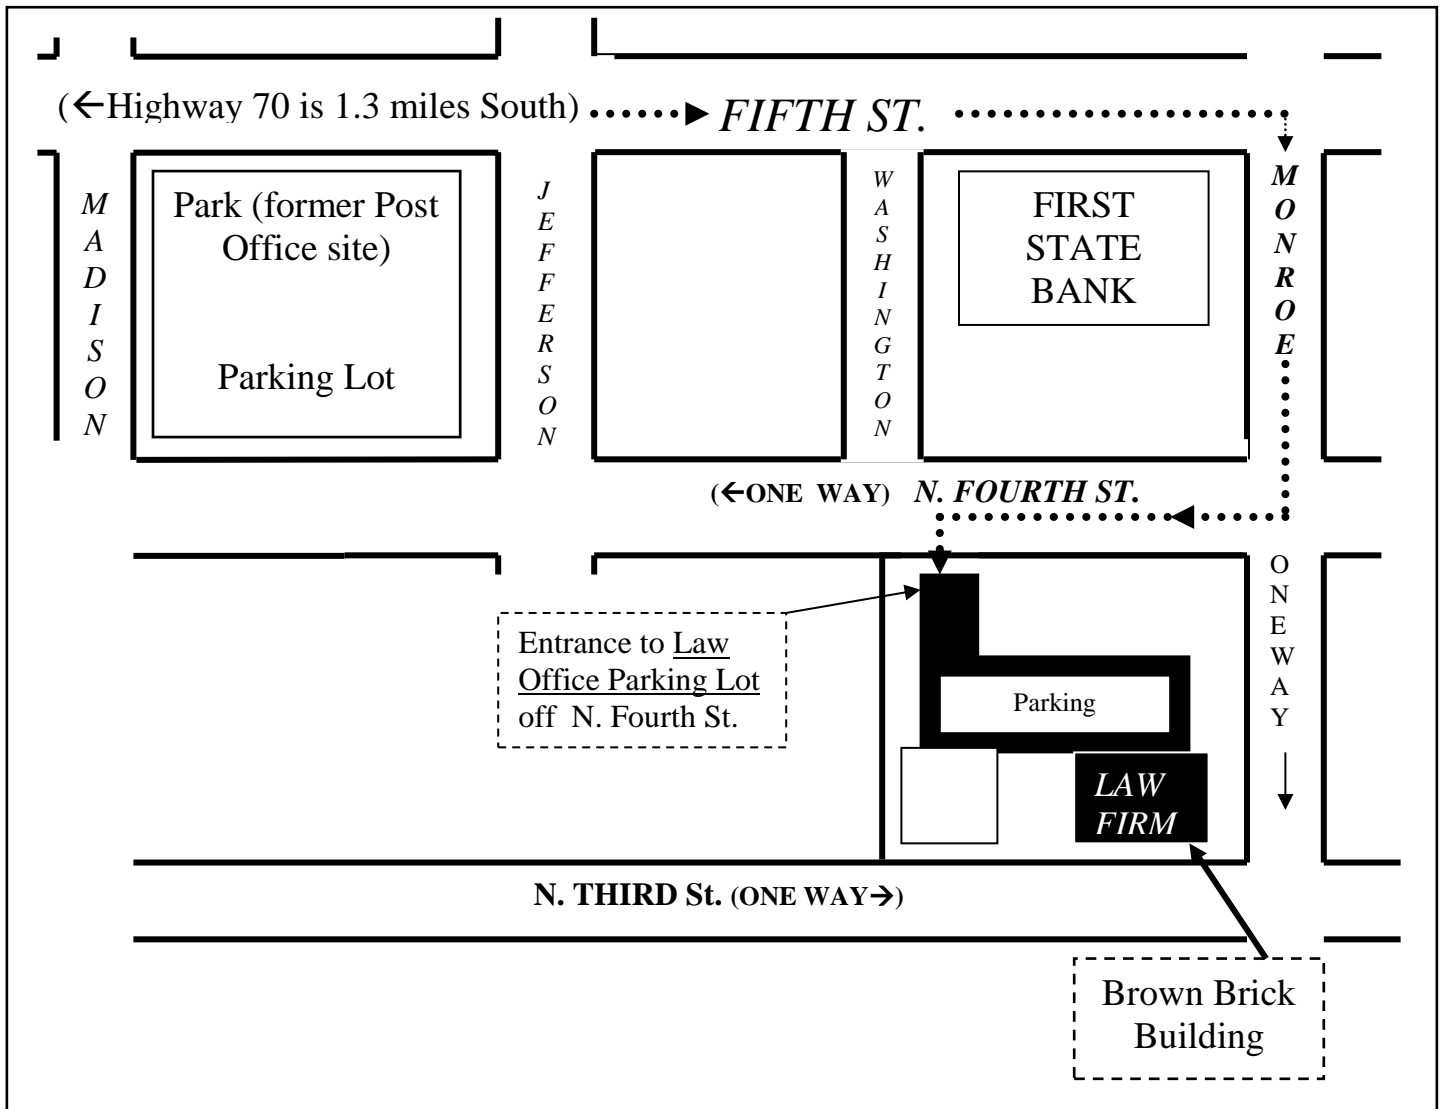 (←Highway 70 is 1.3 miles South)
FIFTH ST.
MADISON
Park (former Post
Office site)
Parking Lot
JEFFERSON
WASHINGTON
FIRST
STATE
BANK
MONROE
(←ONE WAY) N. FOURTH ST.
ONEWAY
Entrance to Law
Office Parking Lot
off N. Fourth St.
Parking
LAW
FIRM
N. THIRD St. (ONE WAY→)
Brown Brick
Building